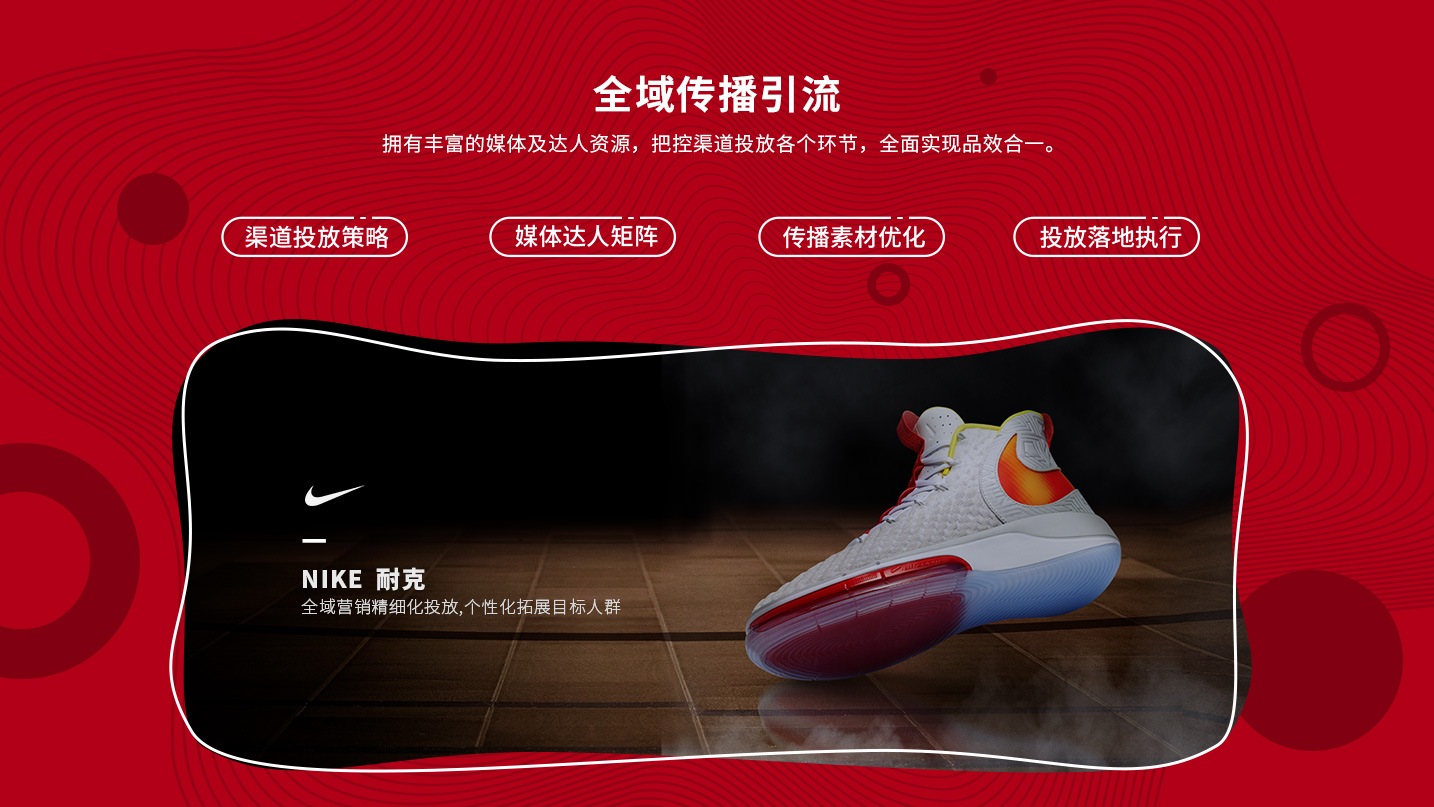 全域传播引流
拥有丰富的媒体及达人资源，把控渠道投放各个环节，全面实现品效合一。
渠道投放策略
媒体达人矩阵
传播素材优化
投放落地执行
NIKE 耐克
全域营销精细化投放,个性化拓展目标人群